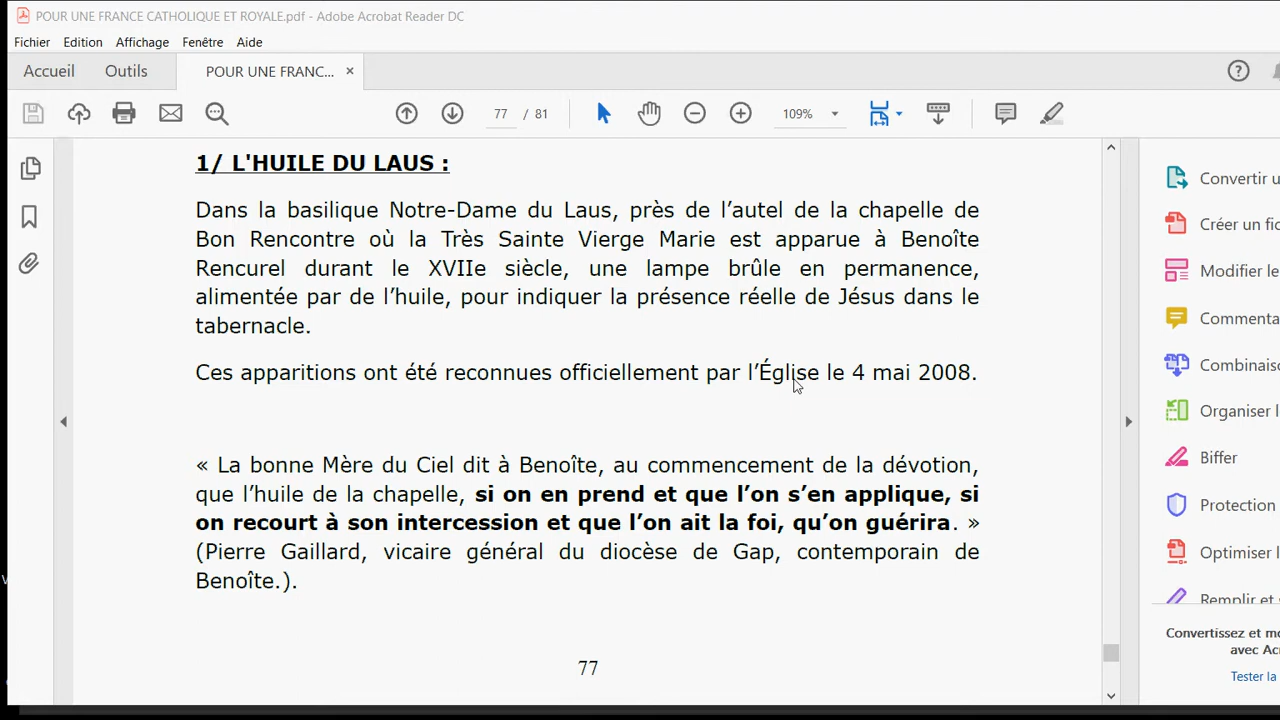 POUR UNE FRANCE CATHOLIQUE ET ROYALE.pdf - Adobe Acrobat Reader DC
Fichier Edition Affichage Fenêtre Aide
Accueil Outils POUR UNE FRANC... ×
77 / 81 109%
1/ L'HUILE DU LAUS :
Dans la basilique Notre-Dame du Laus, près de l’autel de la chapelle de
Bon Rencontre où la Très Sainte Vierge Marie est apparue à Benoîte
Rencurel durant le XVIIe siècle, une lampe brûle en permanence,
alimentée par de l’huile, pour indiquer la présence réelle de Jésus dans le
tabernacle.
Ces apparitions ont été reconnues officiellement par l’Église le 4 mai 2008.
« La bonne Mère du Ciel dit à Benoîte, au commencement de la dévotion,
que l’huile de la chapelle, si on en prend et que l’on s’en applique, si
on recourt à son intercession et que l’on ait la foi, qu’on guérira. »
(Pierre Gaillard, vicaire général du diocèse de Gap, contemporain de
Benoîte.).
77
Convertir u
Créer un fic
Modifier le
Commenta
Combinaiso
Organiser l
Biffer
Protection
Optimiser l
Remplir et s
Convertissez et mo
avec Acr
Tester la